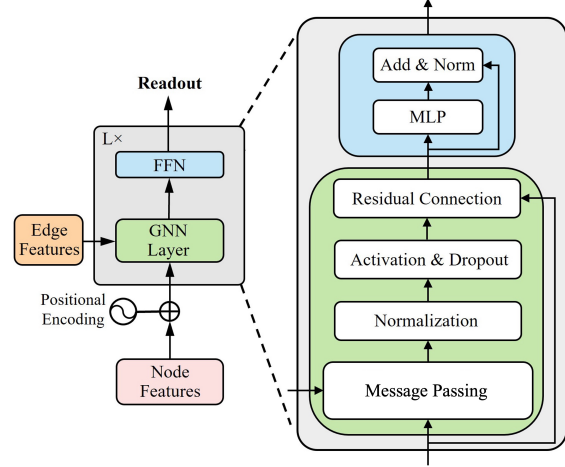 Readout
L×
FFN
GNN
Layer
Edge
Features
Positional
Encoding
Node
Features
Add & Norm
MLP
Residual Connection
Activation & Dropout
Normalization
Message Passing